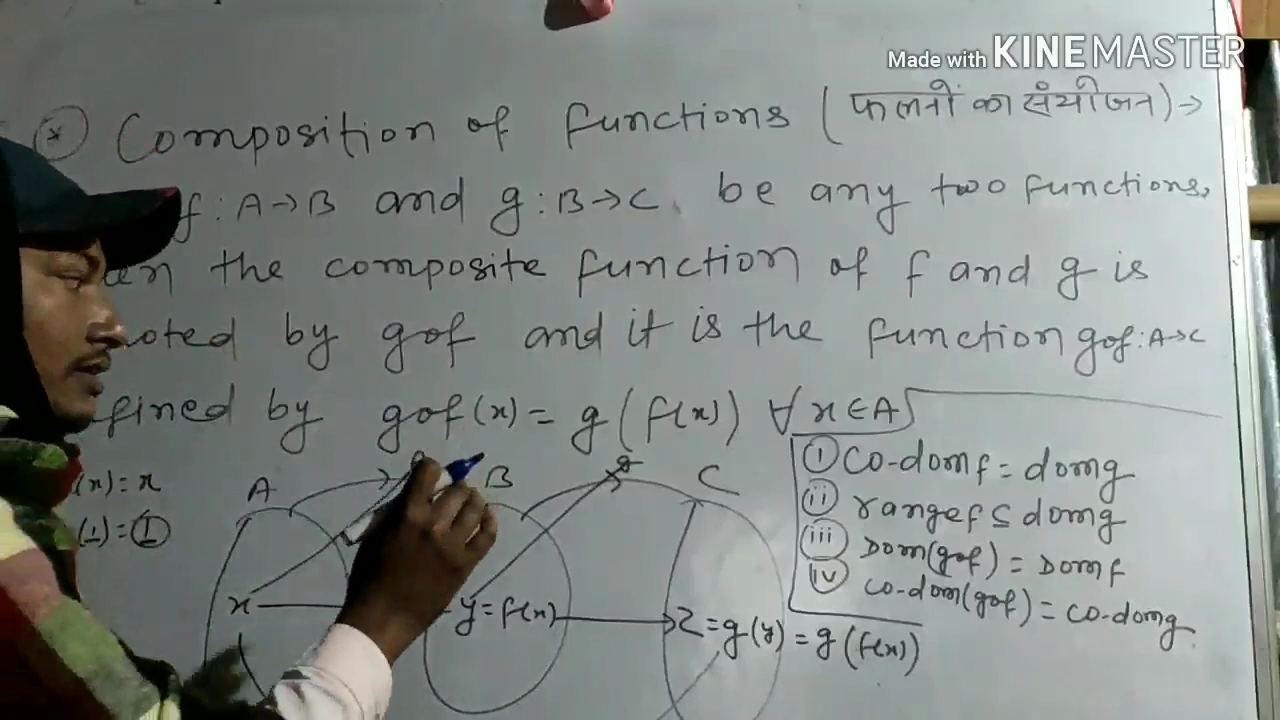 Made with KINEMASTER
* Composition of functions (फलनों का संयोजन) →
f : A→B and g : B→C be any two functions,
the composite function of f and g is
by gof and it is the function gof : A→C
by gof(x) = g(f(x)) ∀ x ∈ A
(x) = x
(1) = 1
A
B
g
C
x
y = f(x)
z = g(y) = g(f(x))
(i) co-dom f = dom g
(ii) range f ⊆ dom g
(iii) Dom(gof) = Dom f
(iv) co-dom(gof) = co-dom g